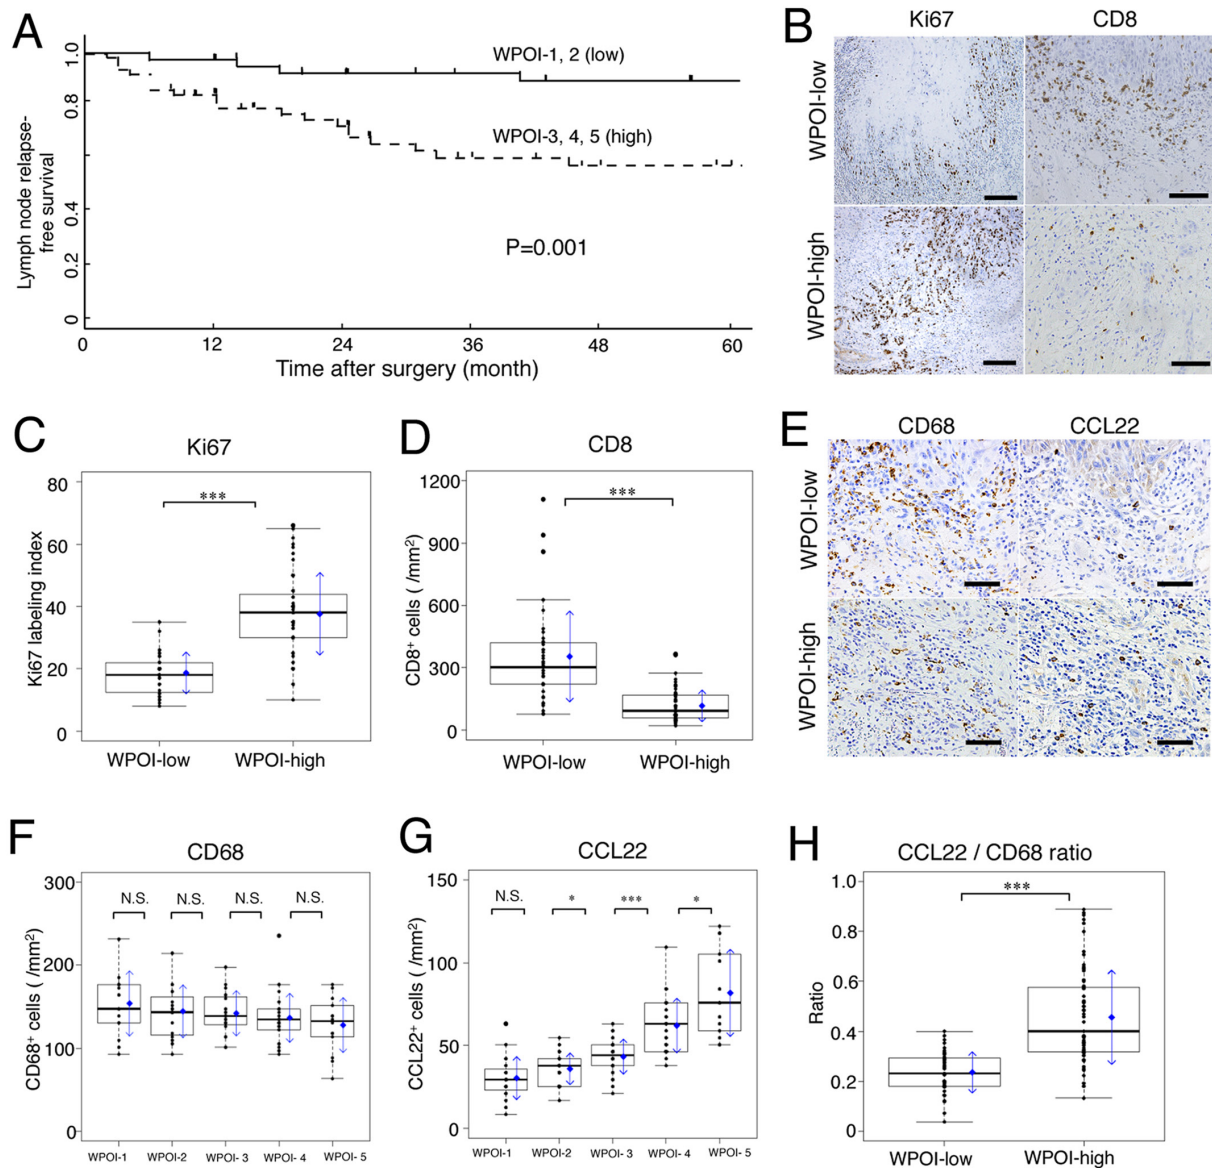 A
Lymph node relapse-
free survival
1.0
0.8
0.4
0.2
0
WPOI-1, 2 (low)
WPOI-3, 4, 5 (high)
P=0.001
0 12 24 36 48 60
Time after surgery (month)
B
Ki67 CD8
WPOI-low
WPOI-high
C
Ki67
Ki67 labeling index
80
60
40
20
0
***
WPOI-low WPOI-high
D
CD8
CD8+ cells ( /mm2)
1200
900
600
300
0
***
WPOI-low WPOI-high
E
CD68 CCL22
WPOI-low
WPOI-high
F
CD68
CD68+ cells ( /mm2)
300
200
100
0
N.S. N.S. N.S. N.S.
WPOI-1 WPOI-2 WPOI- 3 WPOI- 4 WPOI- 5
G
CCL22
CCL22+ cells ( /mm2)
150
100
50
0
N.S. * *** *
WPOI-1 WPOI-2 WPOI- 3 WPOI- 4 WPOI- 5
H
CCL22 / CD68 ratio
Ratio
1.0
0.8
0.6
0.4
0.2
0
***
WPOI-low WPOI-high